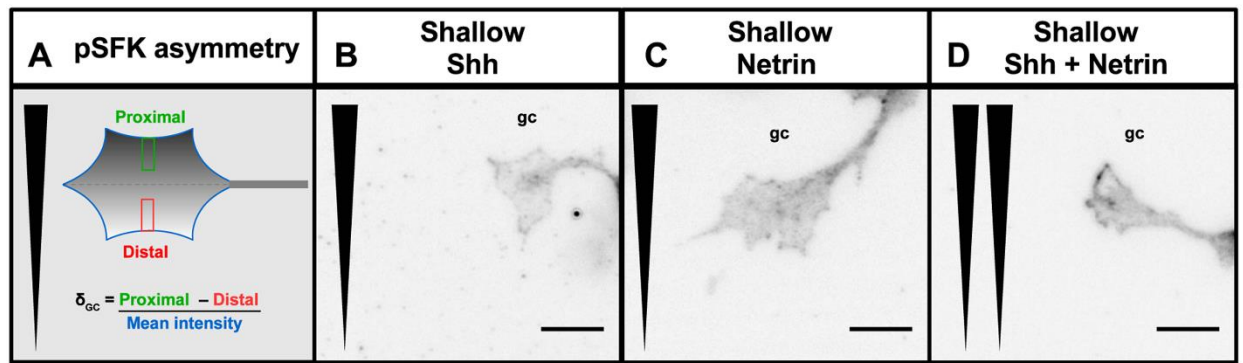 A pSFK asymmetry
Proximal
Distal
δGC = Proximal – Distal
Mean intensity
B Shallow
Shh
gc
C Shallow
Netrin
gc
D Shallow
Shh + Netrin
gc